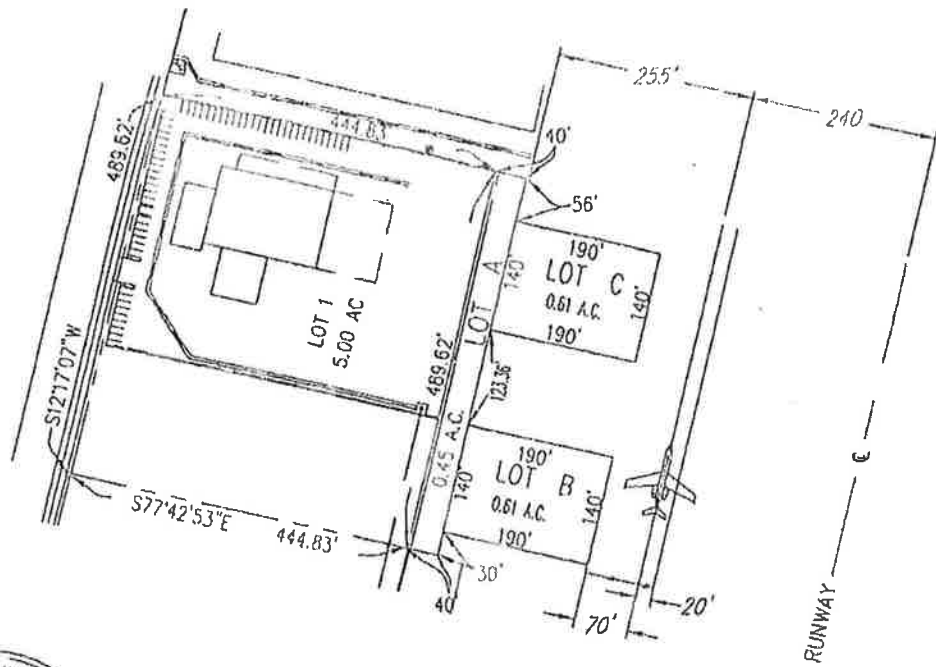 255'
240
40'
56'
489.62'
444.83
190'
LOT C
0.61 A.C.
140'
140'
190'
LOT A
LOT 1
5.00 AC
489.62'
123.36'
0.45 A.C.
S12°17'07"W
190'
LOT B
0.61 A.C.
140'
140'
190'
S77°42'53"E
444.83'
30'
40'
20'
70'
RUNWAY ℄